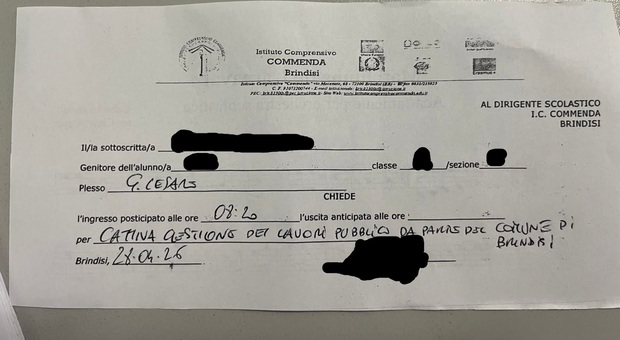 Istituto Comprensivo
COMMENDA
Brindisi
AL DIRIGENTE SCOLASTICO
I.C. COMMENDA
BRINDISI
Il/la sottoscritta/a
Genitore dell'alunno/a classe /sezione
Plesso G. CESARE
CHIEDE
l'ingresso posticipato alle ore 08:20 l'uscita anticipata alle ore :
per CATTIVA GESTIONE DEI LAVORI PUBBLICI DA PARTE DEL COMUNE DI
BRINDISI
Brindisi, 28.04.26